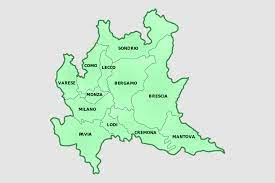 SONDRIO
COMO
LECCO
VARESE
BERGAMO
MONZA
BRESCIA
MILANO
LODI
PAVIA
CREMONA
MANTOVA